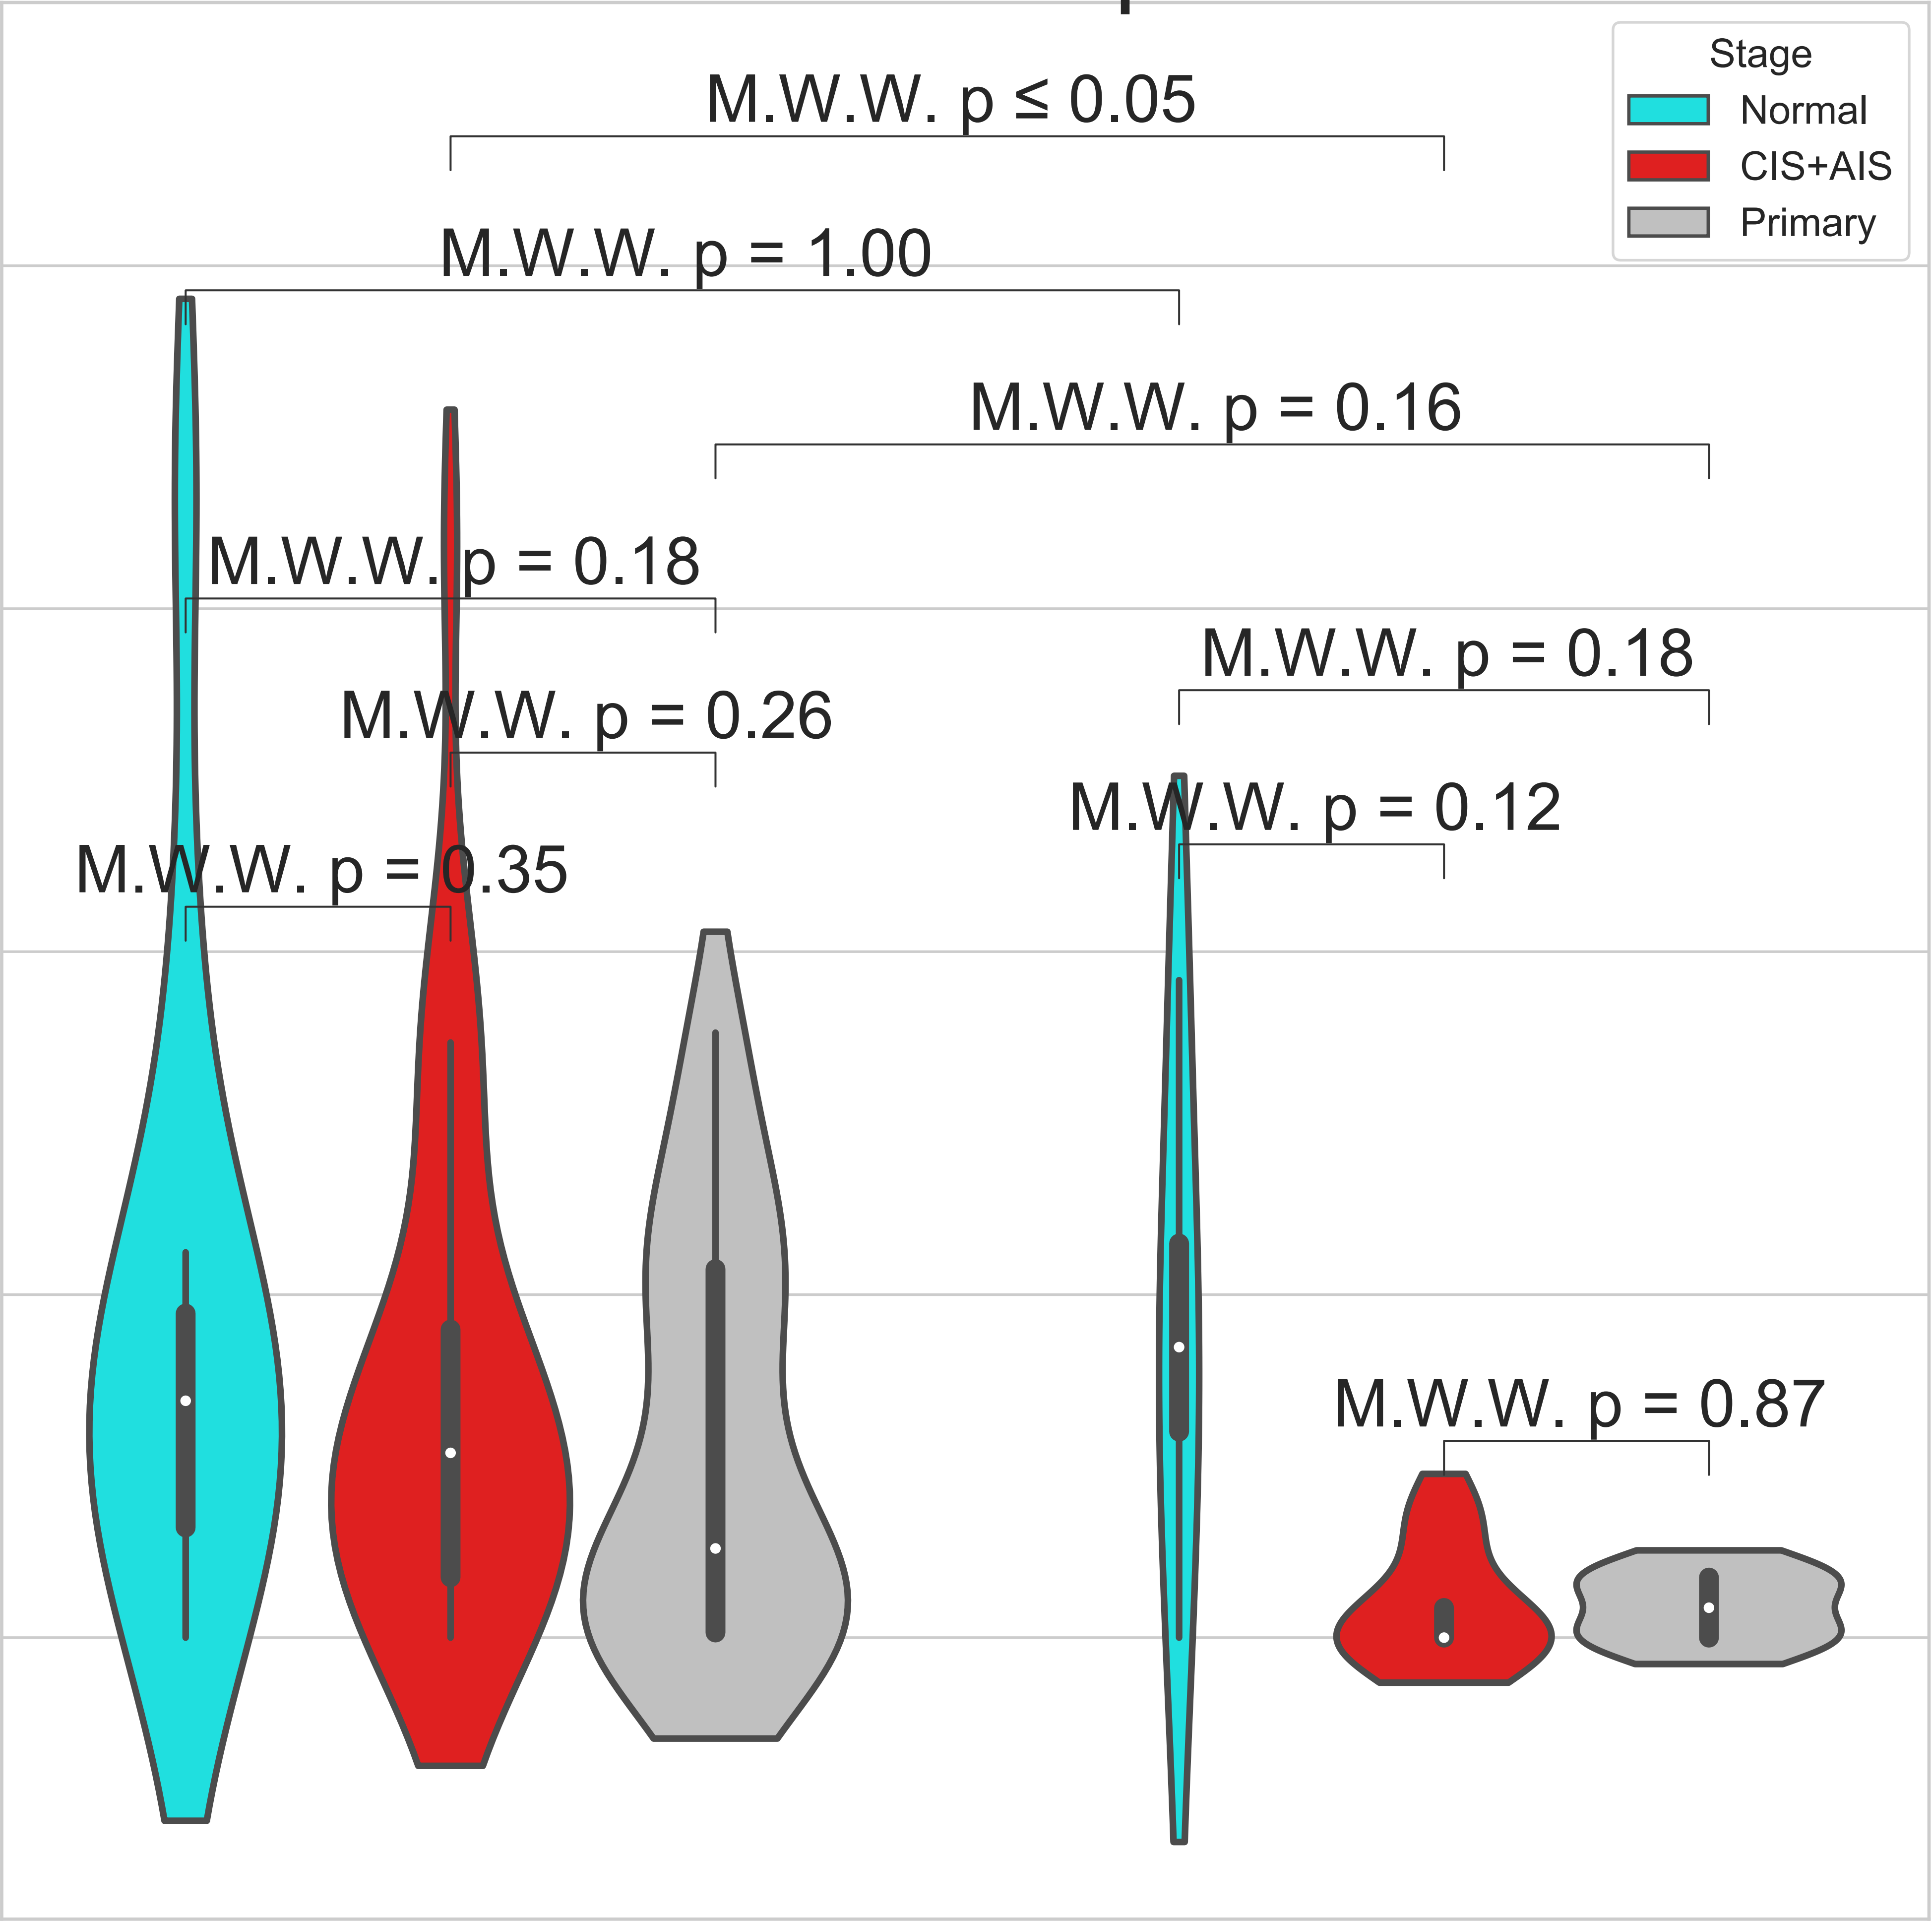 M.W.W. p ≤ 0.05
Stage
Normal
CIS+AIS
Primary
M.W.W. p = 1.00
M.W.W. p = 0.16
M.W.W. p = 0.18
M.W.W. p = 0.18
M.W.W. p = 0.26
M.W.W. p = 0.12
M.W.W. p = 0.35
M.W.W. p = 0.87